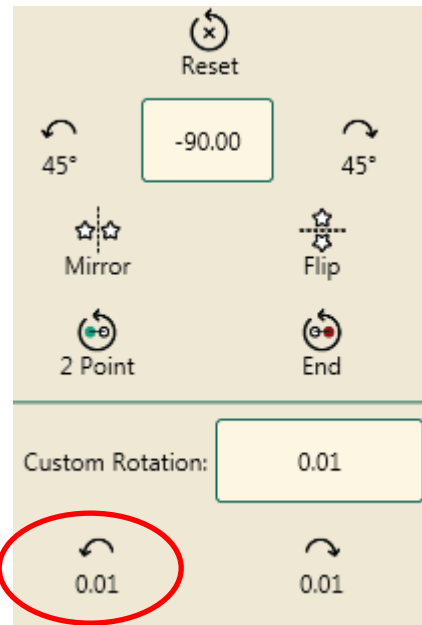 Reset
45°
-90.00
45°
Mirror
Flip
2 Point
End
Custom Rotation:
0.01
0.01
0.01